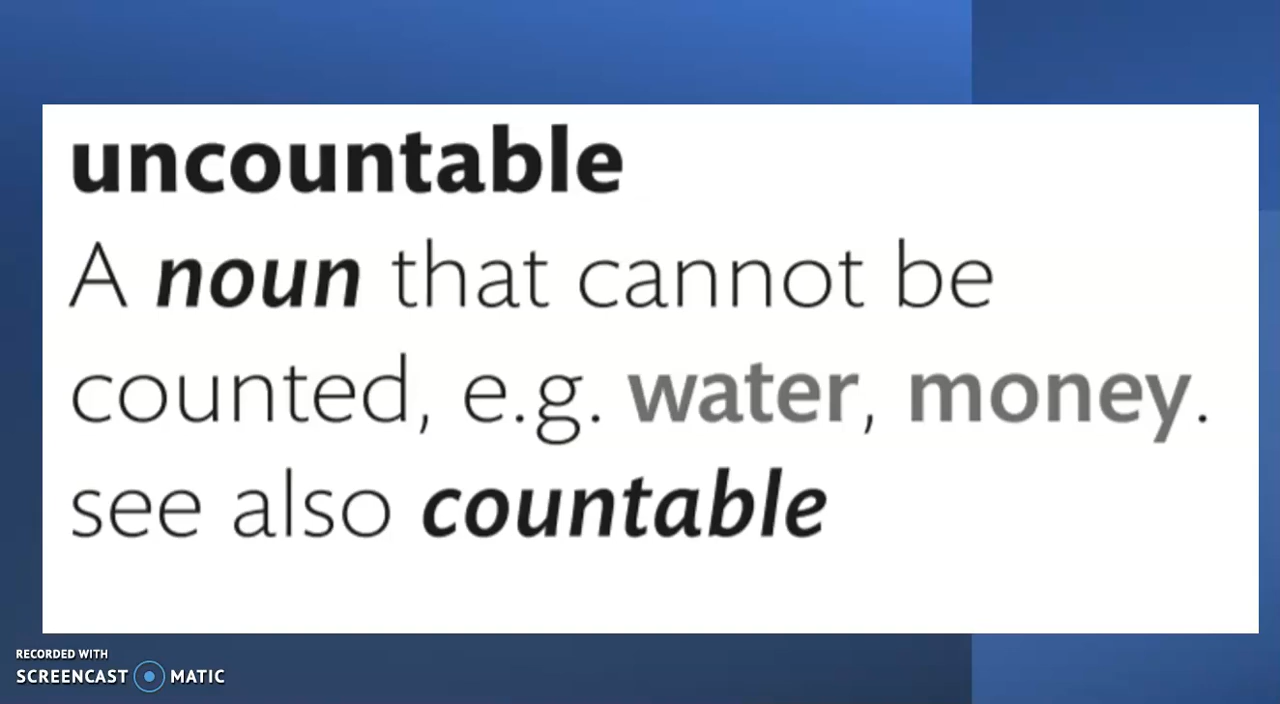 uncountable
A noun that cannot be
counted, e.g. water, money.
see also countable
RECORDED WITH
SCREENCAST MATIC